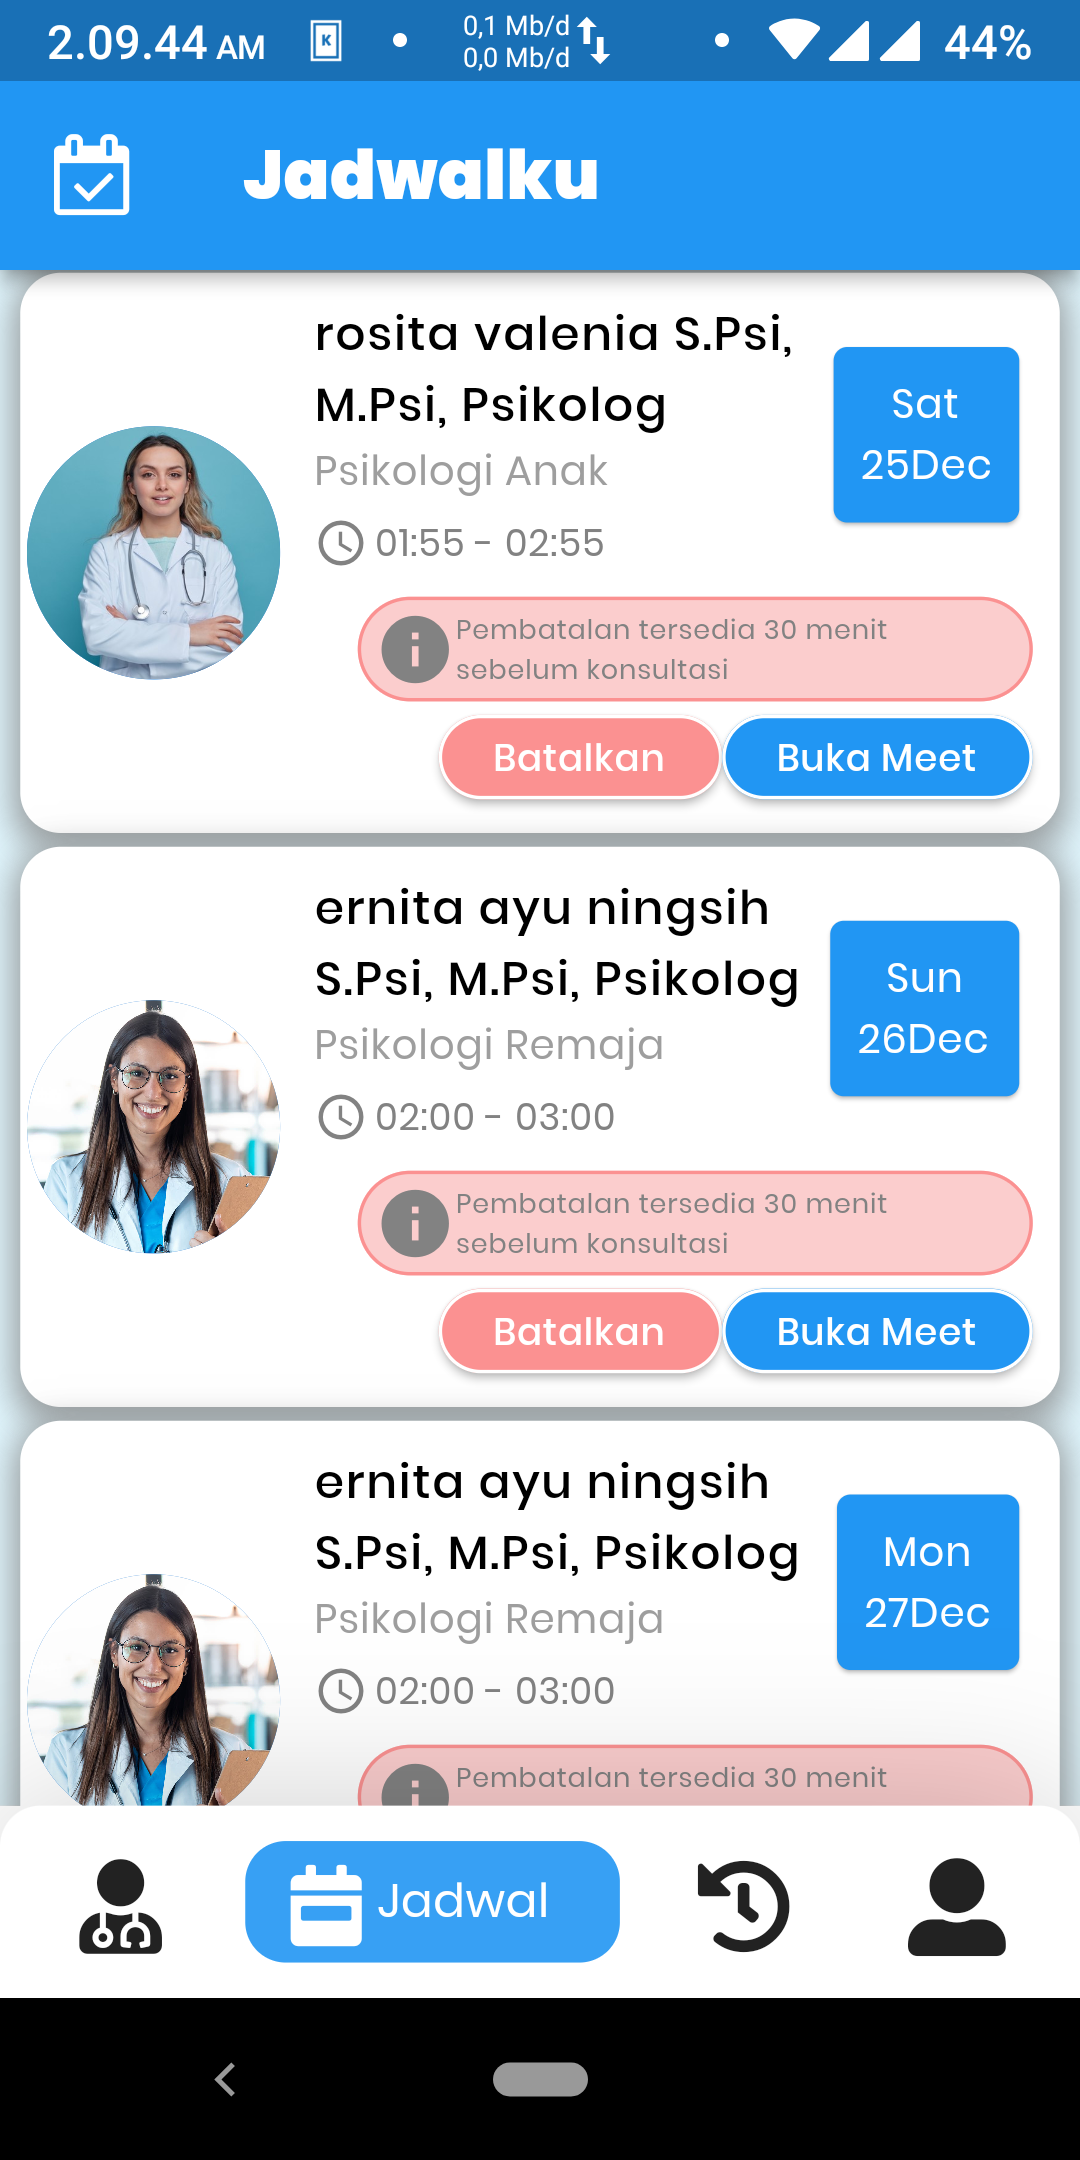 2.09.44 AM
K
0,1 Mb/d
0,0 Mb/d
44%
Jadwalku
rosita valenia S.Psi,
M.Psi, Psikolog
Psikologi Anak
01:55 - 02:55
Sat
25Dec
Pembatalan tersedia 30 menit
sebelum konsultasi
Batalkan
Buka Meet
ernita ayu ningsih
S.Psi, M.Psi, Psikolog
Psikologi Remaja
02:00 - 03:00
Sun
26Dec
Pembatalan tersedia 30 menit
sebelum konsultasi
Batalkan
Buka Meet
ernita ayu ningsih
S.Psi, M.Psi, Psikolog
Psikologi Remaja
02:00 - 03:00
Mon
27Dec
Pembatalan tersedia 30 menit
Jadwal